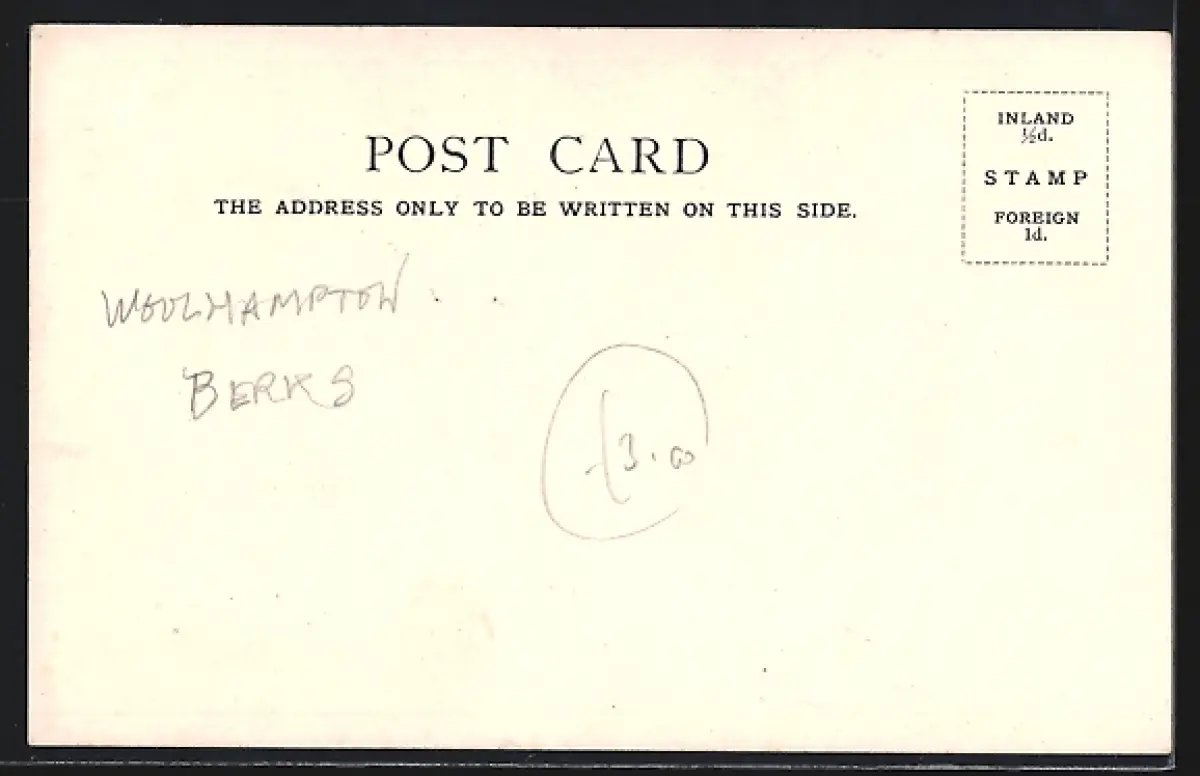 POST CARD
THE ADDRESS ONLY TO BE WRITTEN ON THIS SIDE.
INLAND
½d.
STAMP
FOREIGN
1d.
WOOLHAMPTON
BERKS
£3.00